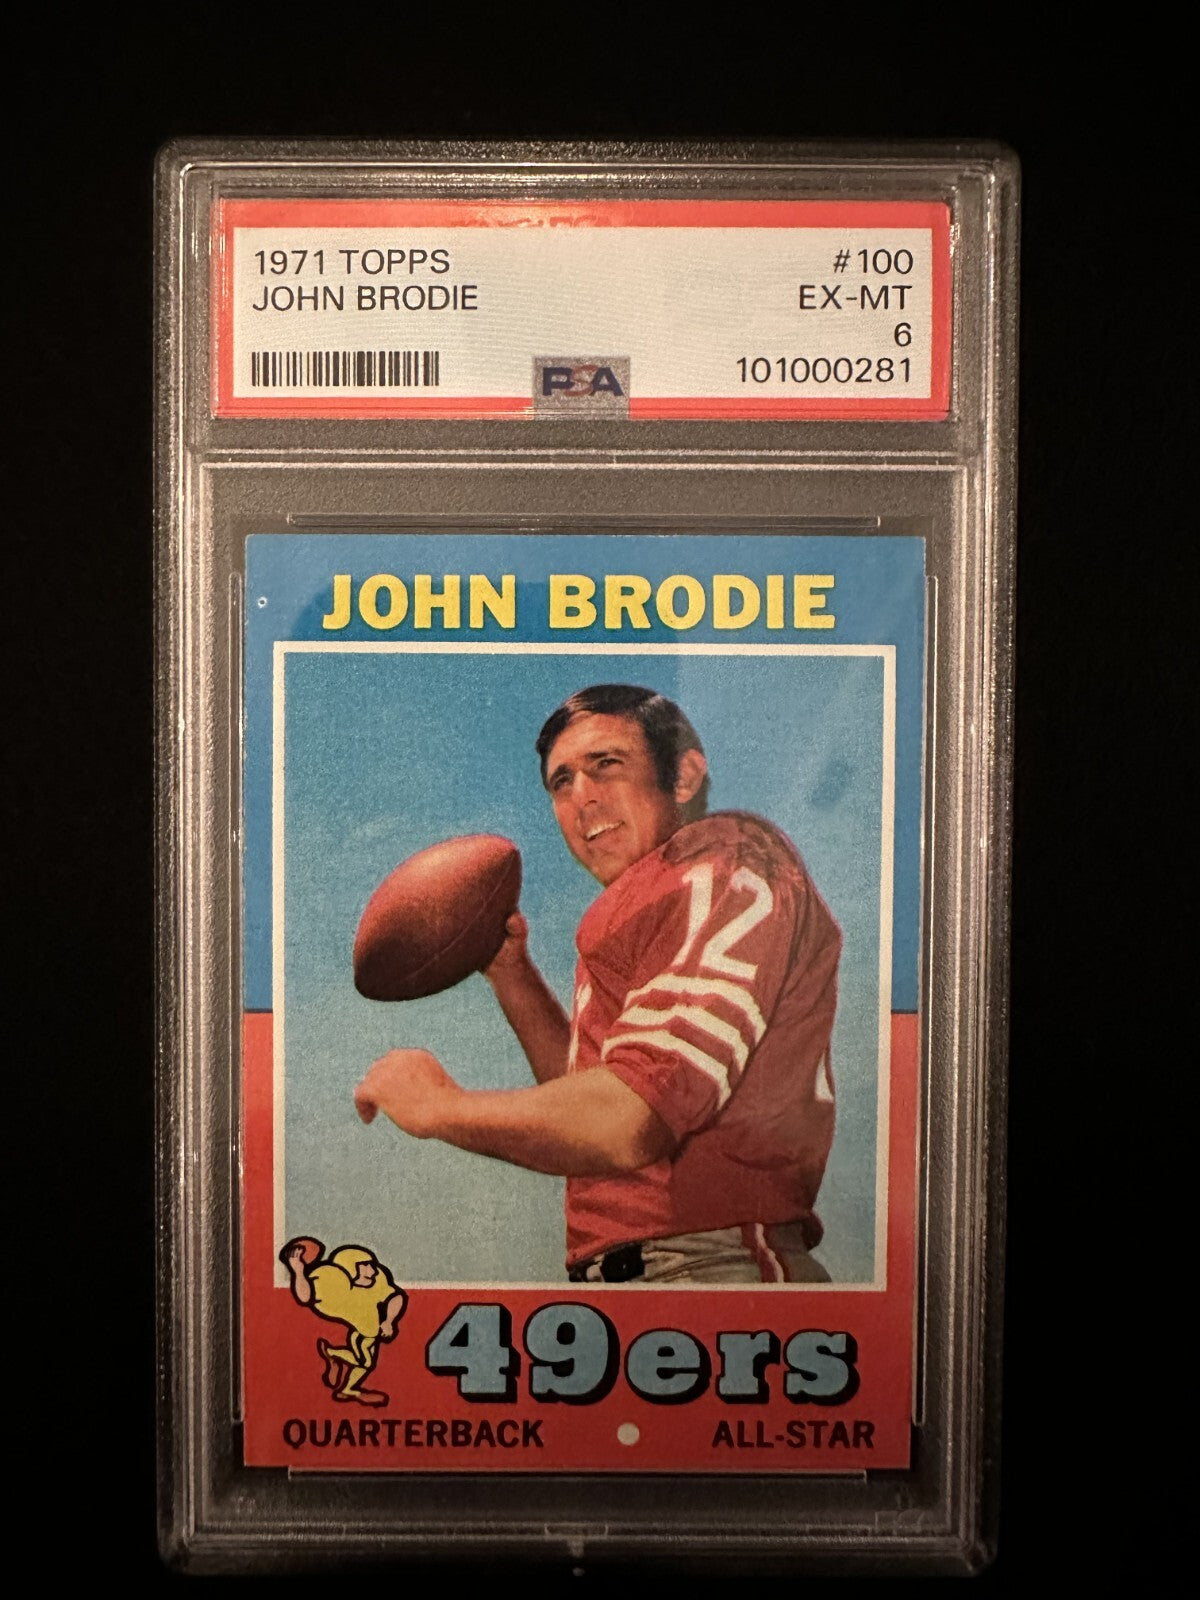 1971 TOPPS #100
JOHN BRODIE EX-MT
6
PSA 101000281
JOHN BRODIE
12
49ers
QUARTERBACK ALL-STAR